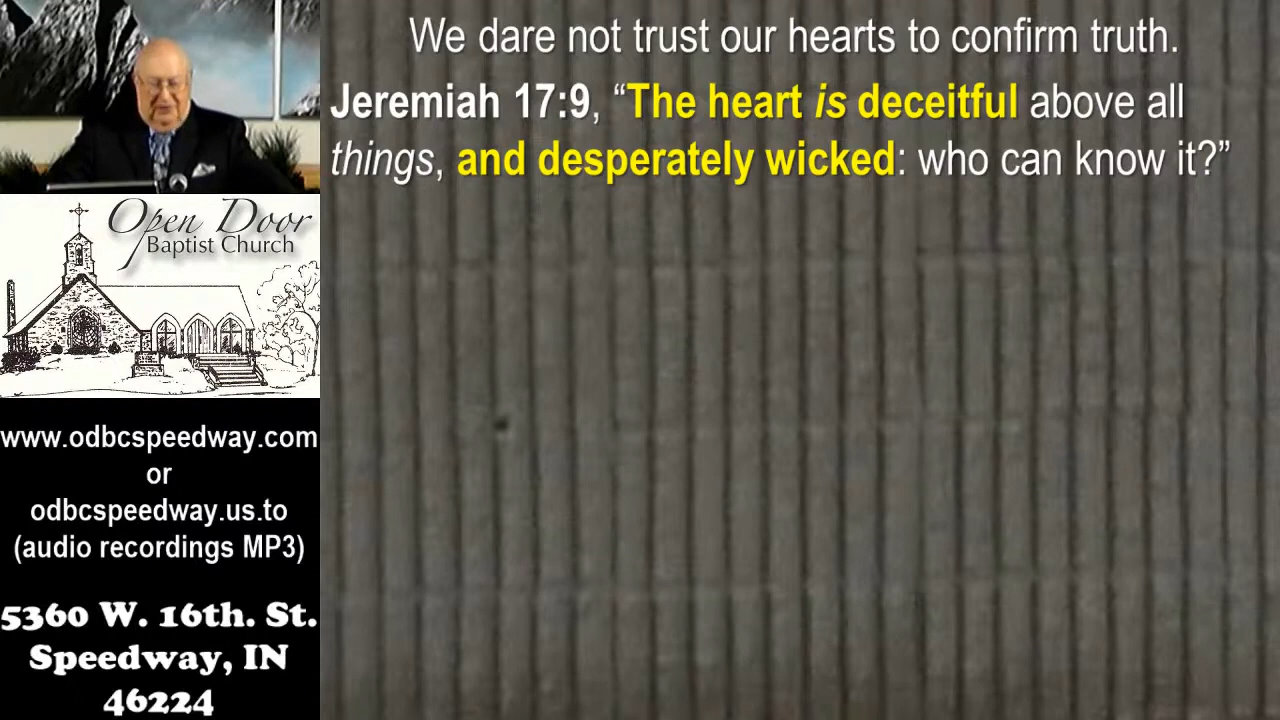 We dare not trust our hearts to confirm truth.
Jeremiah 17:9, “The heart is deceitful above all
things, and desperately wicked: who can know it?”
Open Door
Baptist Church
www.odbcspeedway.com
or
odbcspeedway.us.to
(audio recordings MP3)
5360 W. 16th. St.
Speedway, IN
46224